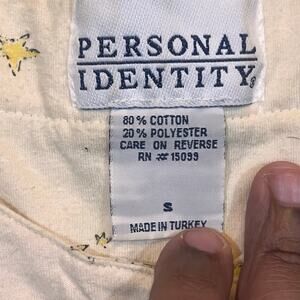 PERSONAL
IDENTITY
80% COTTON
20% POLYESTER
CARE ON REVERSE
RN # 15099
S
MADE IN TURKEY